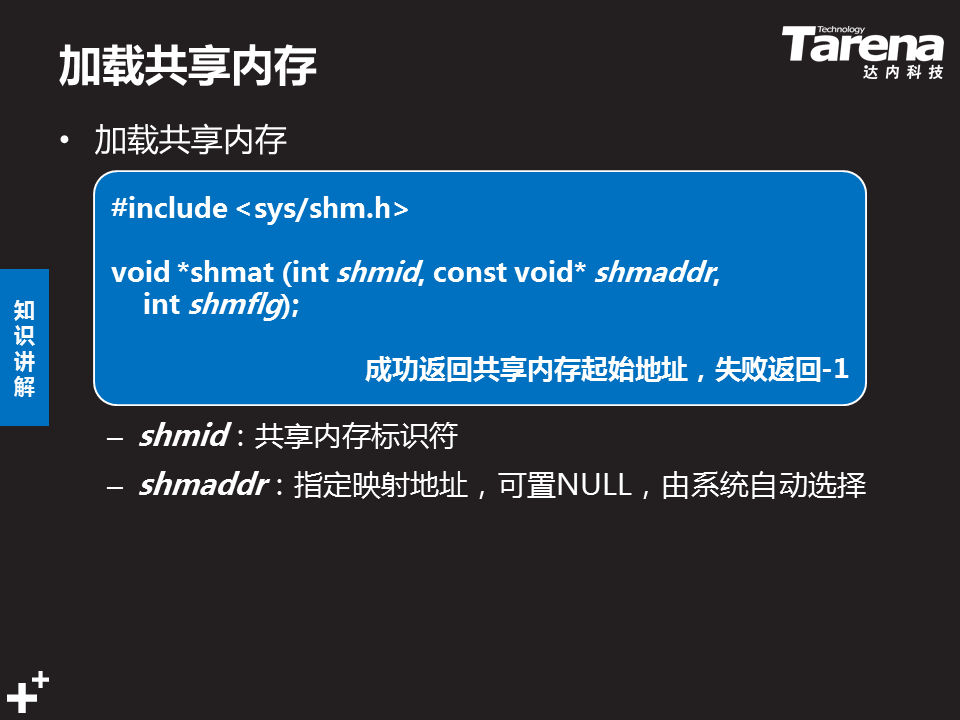 加载共享内存
Technology
Tarena
达内科技
• 加载共享内存
#include <sys/shm.h>
void *shmat (int shmid, const void* shmaddr,
int shmflg);
成功返回共享内存起始地址，失败返回-1
知识讲解
– shmid：共享内存标识符
– shmaddr：指定映射地址，可置NULL，由系统自动选择